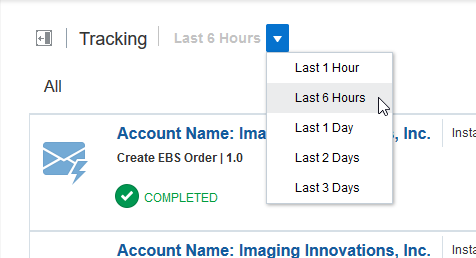 Tracking
Last 6 Hours
Last 1 Hour
Last 6 Hours
Last 1 Day
Last 2 Days
Last 3 Days
All
Account Name: Imag s, Inc.
Insta
Create EBS Order | 1.0
COMPLETED
Account Name: Imaging Innovations, Inc.
Insta